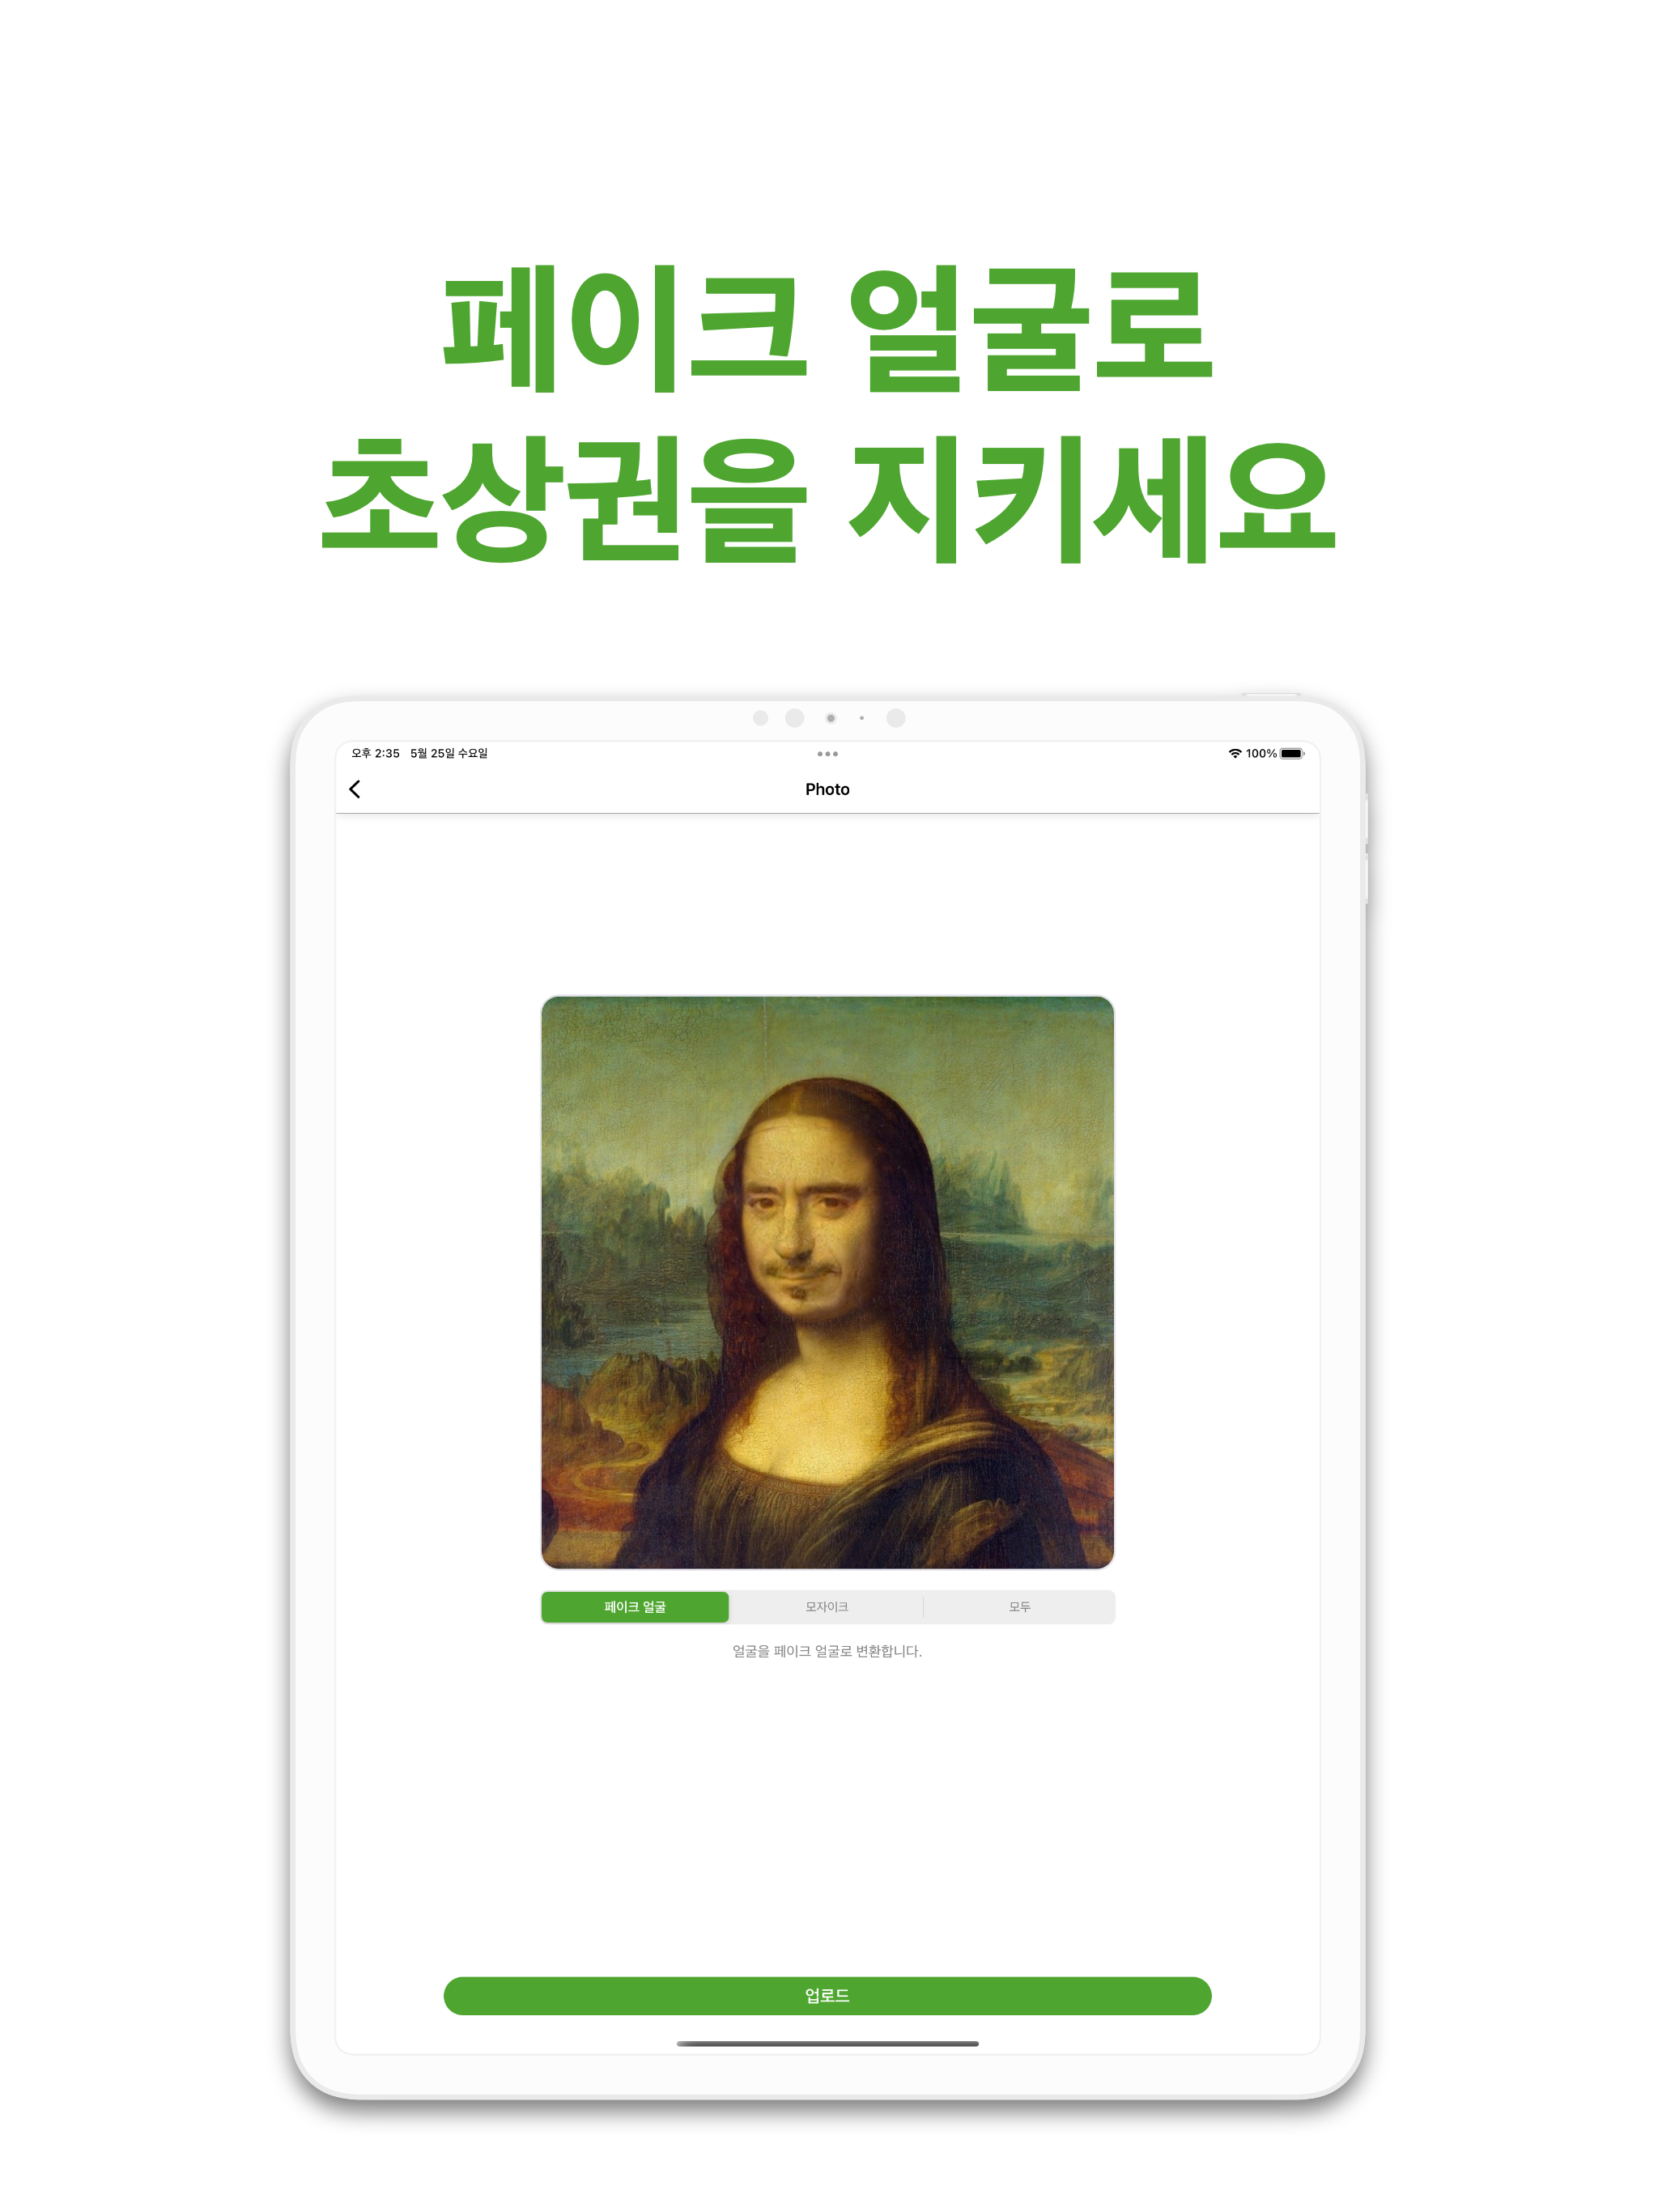 페이크 얼굴로
초상권을 지키세요
오후 2:35 5월 25일 수요일 100%
Photo
페이크 얼굴 모자이크 모두
얼굴을 페이크 얼굴로 변환합니다.
업로드